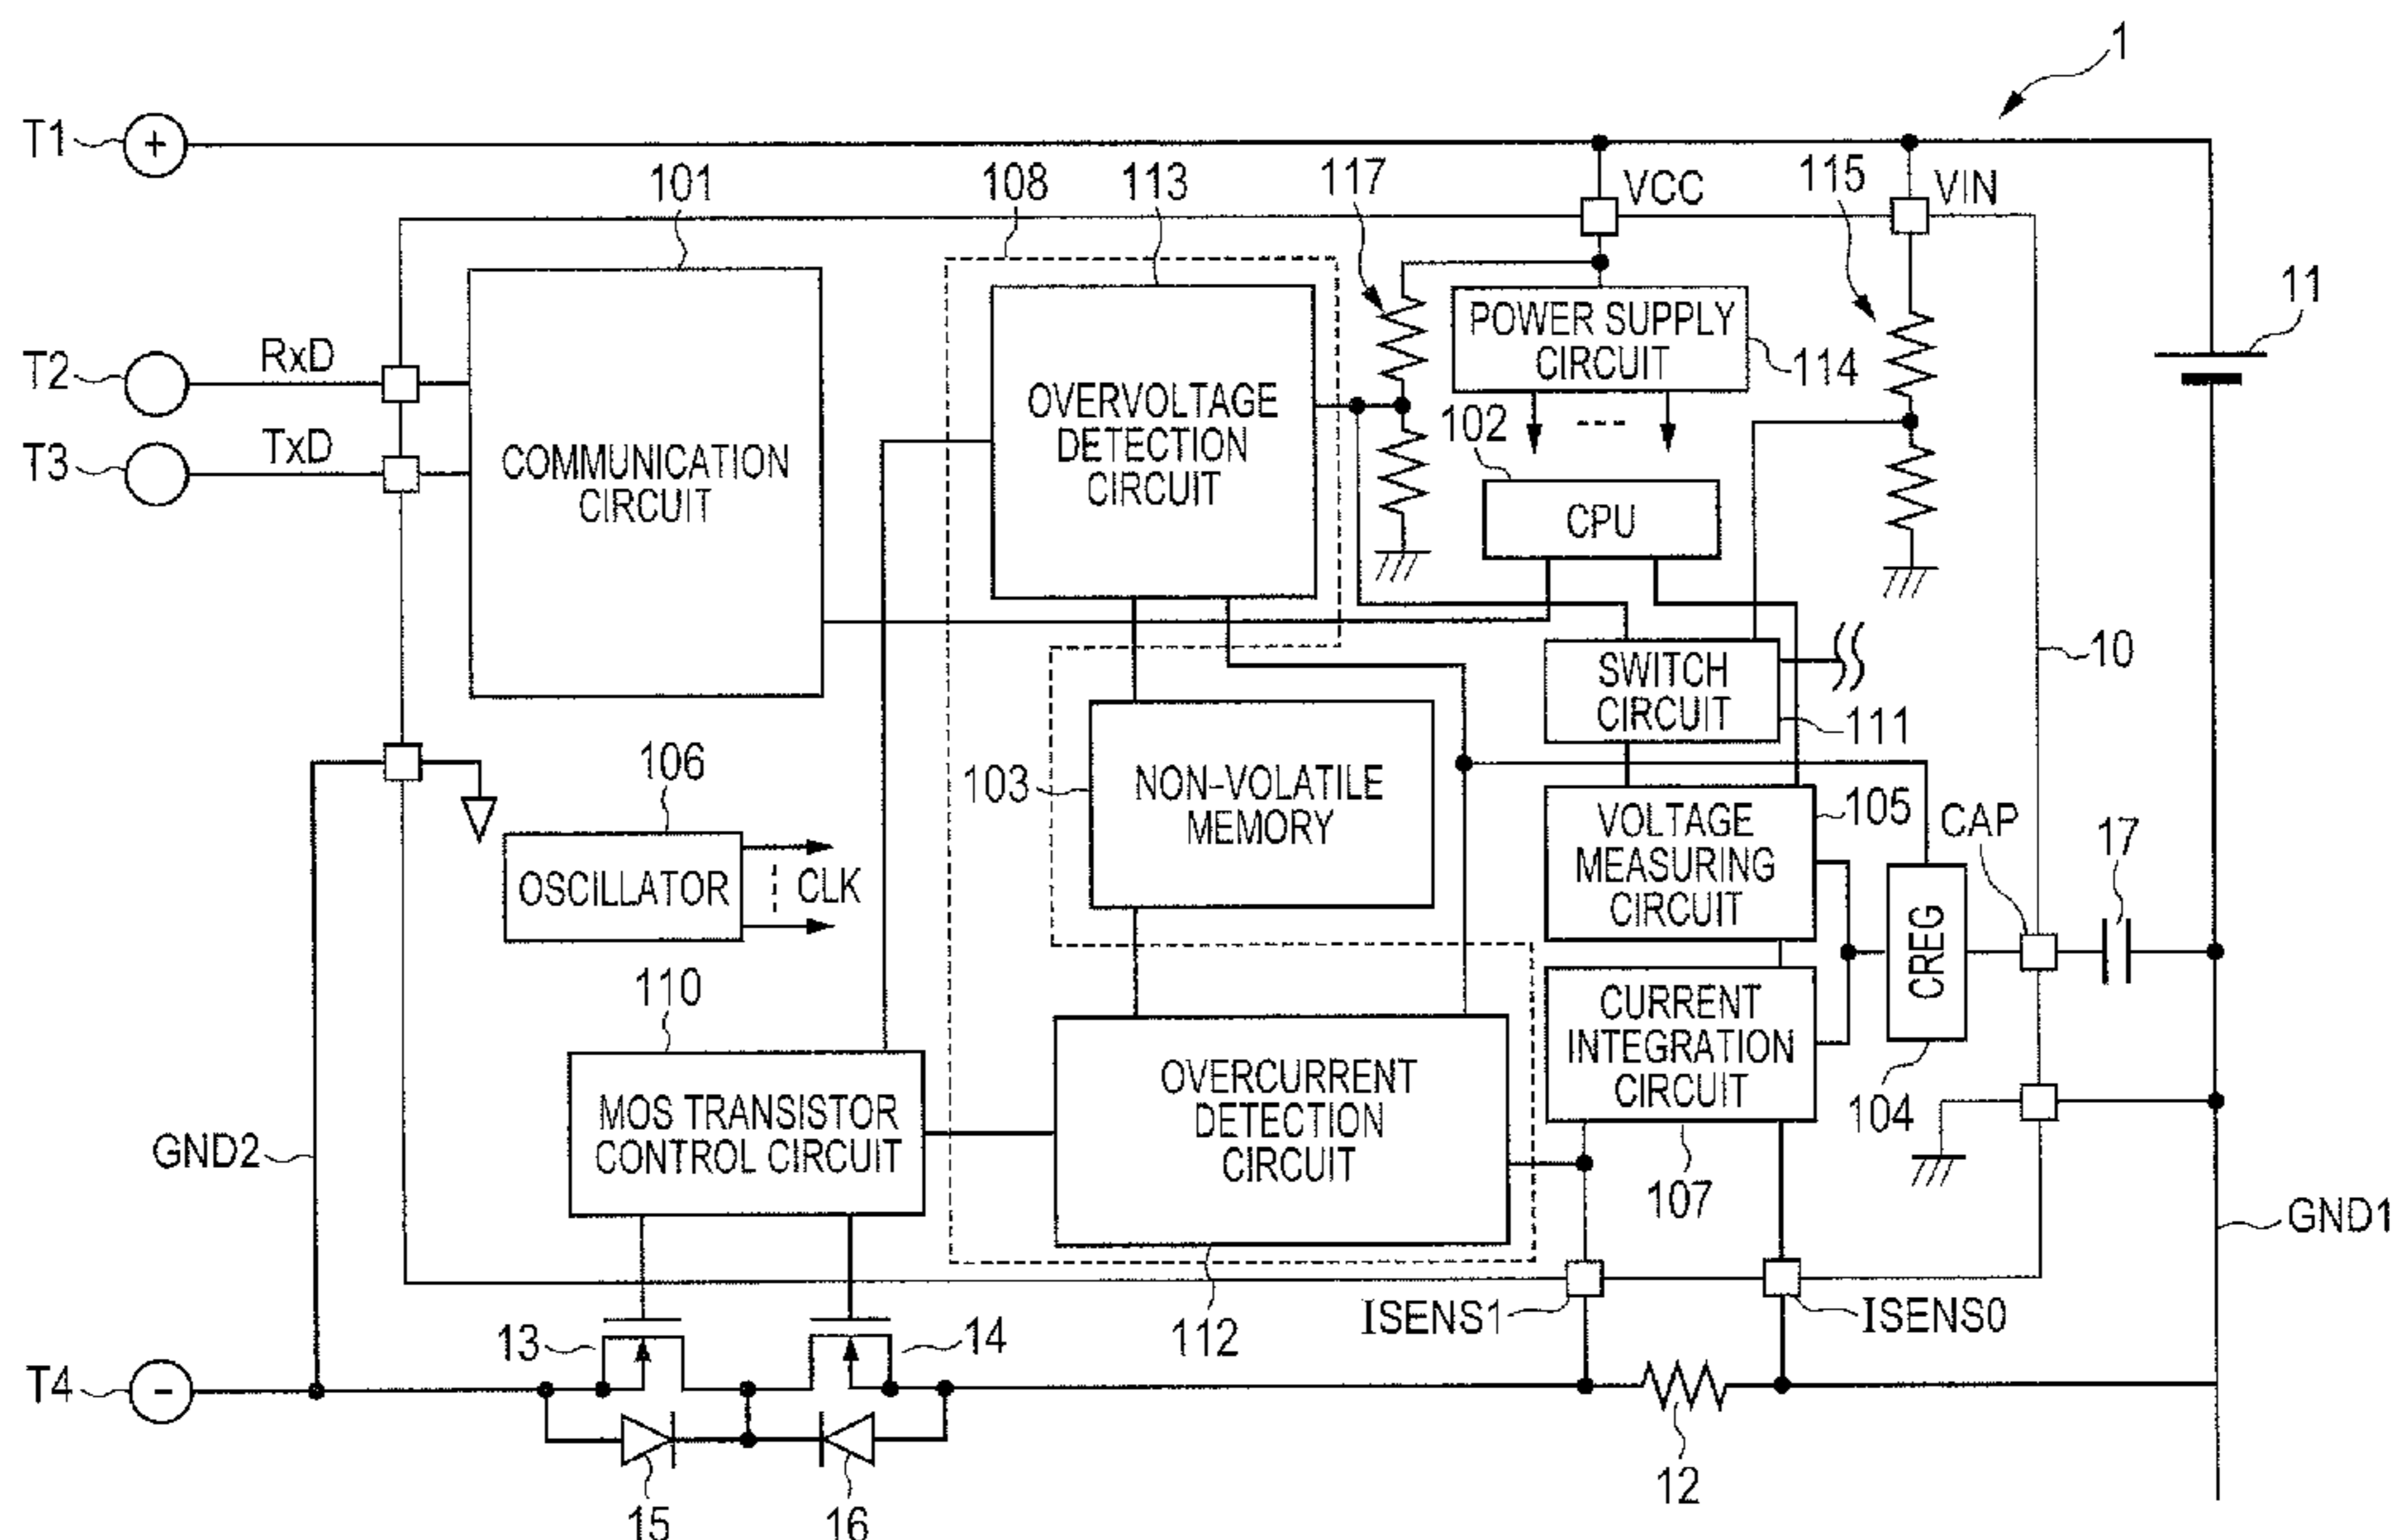 1
T1
+
101
108
113
117
VCC
115
VIN
11
T2
RxD
T3
TxD
COMMUNICATION
CIRCUIT
OVERVOLTAGE
DETECTION
CIRCUIT
POWER SUPPLY
CIRCUIT
114
102
CPU
10
SWITCH
CIRCUIT
111
106
OSCILLATOR
CLK
103
NON-VOLATILE
MEMORY
VOLTAGE
MEASURING
CIRCUIT
105
CAP
17
CREG
104
110
MOS TRANSISTOR
CONTROL CIRCUIT
OVERCURRENT
DETECTION
CIRCUIT
CURRENT
INTEGRATION
CIRCUIT
107
GND2
GND1
ISENS1
ISENS0
112
13
14
T4
-
15
16
12